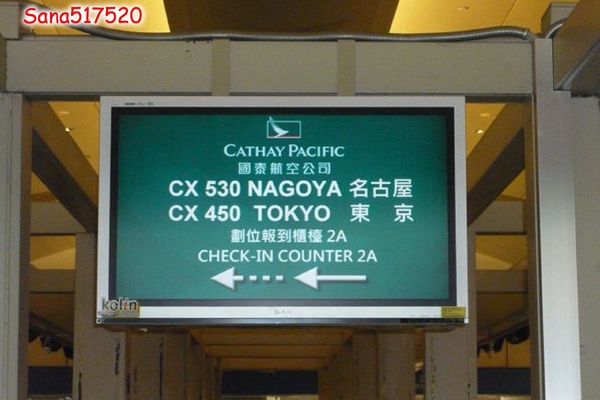 Sana517520
CATHAY PACIFIC
國泰航空公司
CX 530 NAGOYA 名古屋
CX 450 TOKYO 東 京
劃位報到櫃檯 2A
CHECK-IN COUNTER 2A
kolin